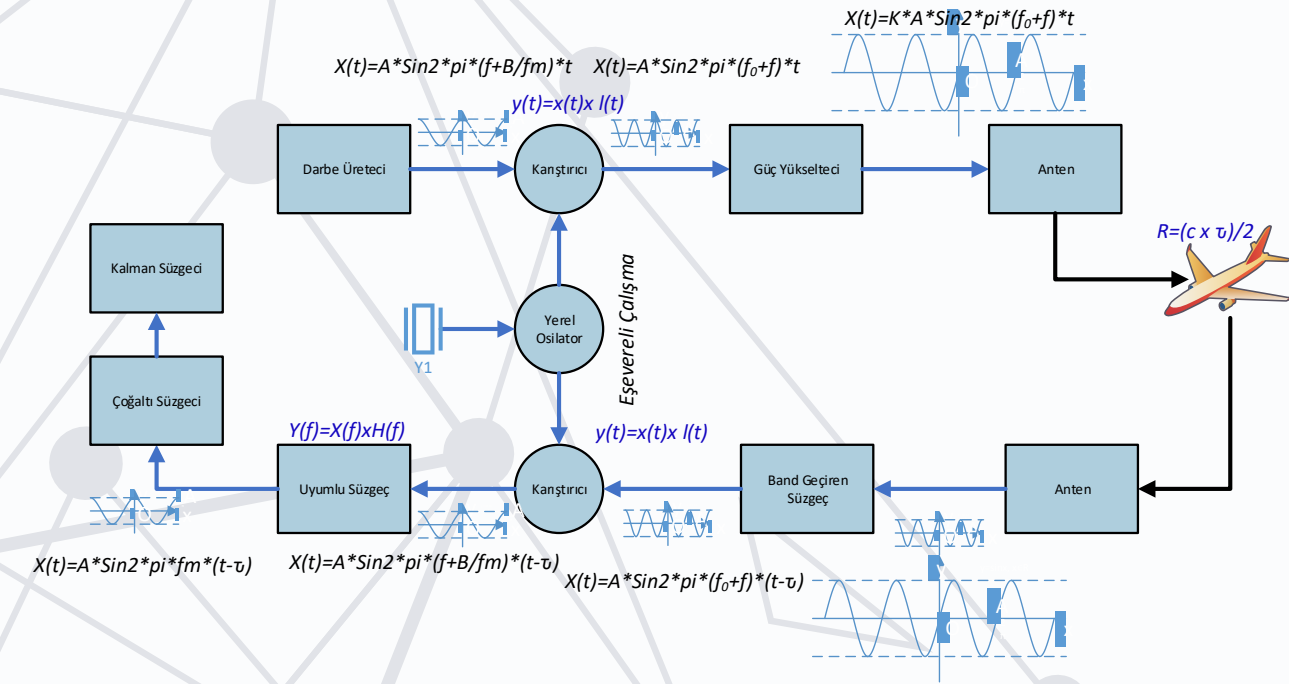 X(t)=K*A*Sin2*pi*(f₀+f)*t
X(t)=A*Sin2*pi*(f+B/fm)*t
X(t)=A*Sin2*pi*(f₀+f)*t
y(t)=x(t)x l(t)
Darbe Üreteci
Karıştırıcı
Güç Yükselteci
Anten
R=(c x τ)/2
Kalman Süzgeci
Yerel
Osilator
Eşevereli Çalışma
Y1
Çoğaltı Süzgeci
Y(f)=X(f)xH(f)
y(t)=x(t)x l(t)
Uyumlu Süzgeç
Karıştırıcı
Band Geçiren
Süzgeç
Anten
X(t)=A*Sin2*pi*fm*(t-τ)
X(t)=A*Sin2*pi*(f+B/fm)*(t-τ)
X(t)=A*Sin2*pi*(f₀+f)*(t-τ)